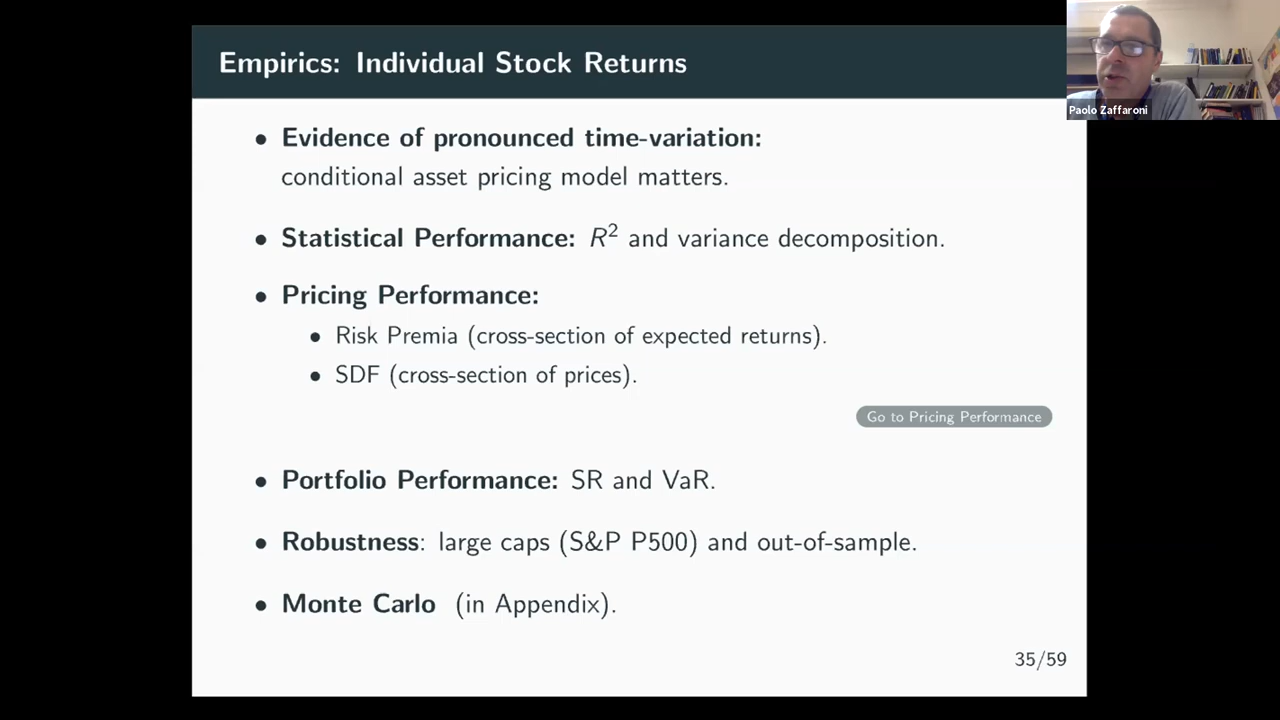 Empirics: Individual Stock Returns
Paolo Zaffaroni
• Evidence of pronounced time-variation:
conditional asset pricing model matters.
• Statistical Performance: R² and variance decomposition.
• Pricing Performance:
• Risk Premia (cross-section of expected returns).
• SDF (cross-section of prices).
Go to Pricing Performance
• Portfolio Performance: SR and VaR.
• Robustness: large caps (S&P P500) and out-of-sample.
• Monte Carlo (in Appendix).
35/59